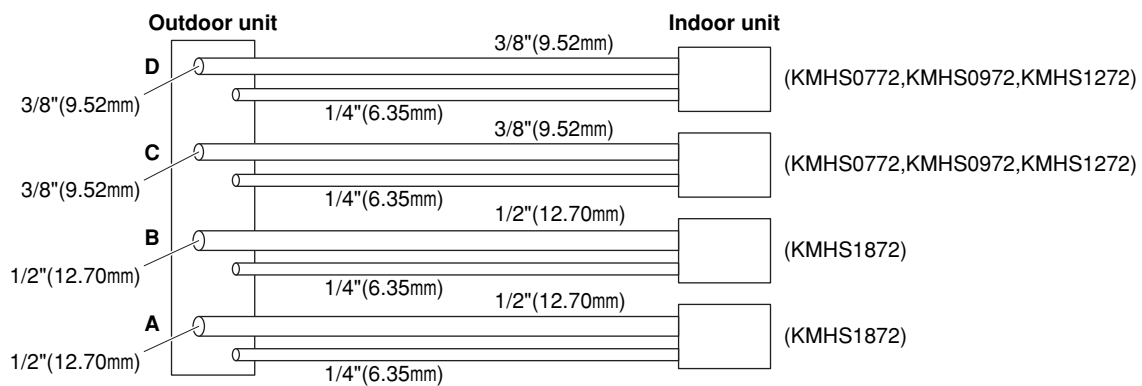 Outdoor unit
Indoor unit
D
3/8"(9.52mm)
(KMHS0772,KMHS0972,KMHS1272)
3/8"(9.52mm)
1/4"(6.35mm)
C
3/8"(9.52mm)
(KMHS0772,KMHS0972,KMHS1272)
3/8"(9.52mm)
1/4"(6.35mm)
B
1/2"(12.70mm)
(KMHS1872)
1/2"(12.70mm)
1/4"(6.35mm)
A
1/2"(12.70mm)
(KMHS1872)
1/2"(12.70mm)
1/4"(6.35mm)